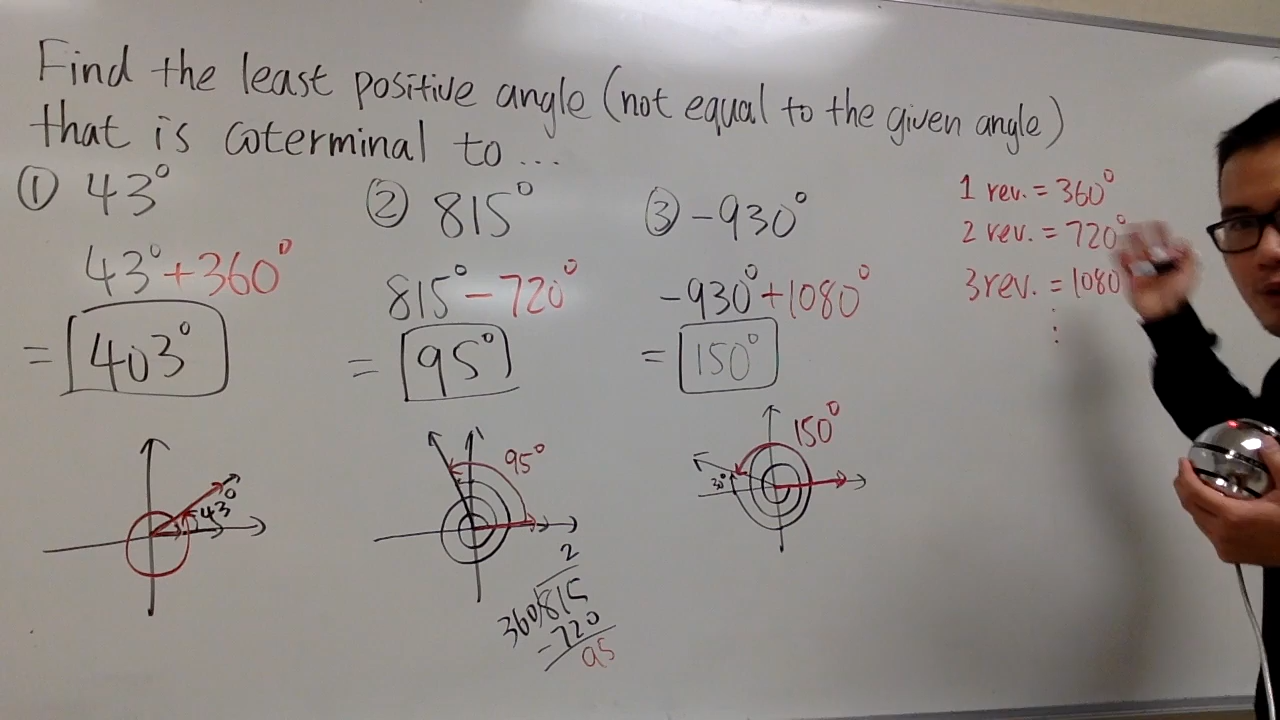 Find the least positive angle (not equal to the given angle)
that is coterminal to ...
① 43°
43° + 360°
= 403°
43°
② 815°
815° - 720°
= 95°
95°
2
360 815
- 720
95
③ -930°
-930° + 1080°
= 150°
150°
30°
1 rev. = 360°
2 rev. = 720°
3 rev. = 1080
⋮